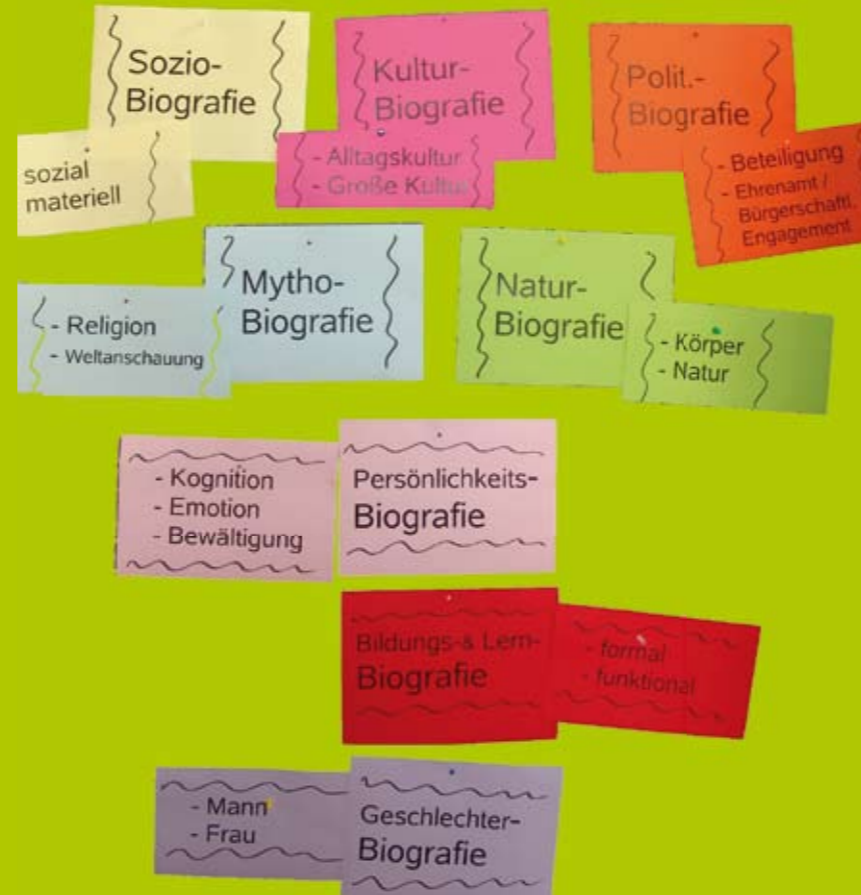 Sozio-
Biografie
sozial
materiell
Kultur-
Biografie
- Alltagskultur
- Große Kultur
Polit.-
Biografie
- Beteiligung
- Ehrenamt /
Bürgerschaftl.
Engagement
Mytho-
Biografie
- Religion
- Weltanschauung
Natur-
Biografie
- Körper
- Natur
- Kognition
- Emotion
- Bewältigung
Persönlichkeits-
Biografie
Bildungs-& Lern-
Biografie
- formal
- funktional
- Mann
- Frau
Geschlechter-
Biografie